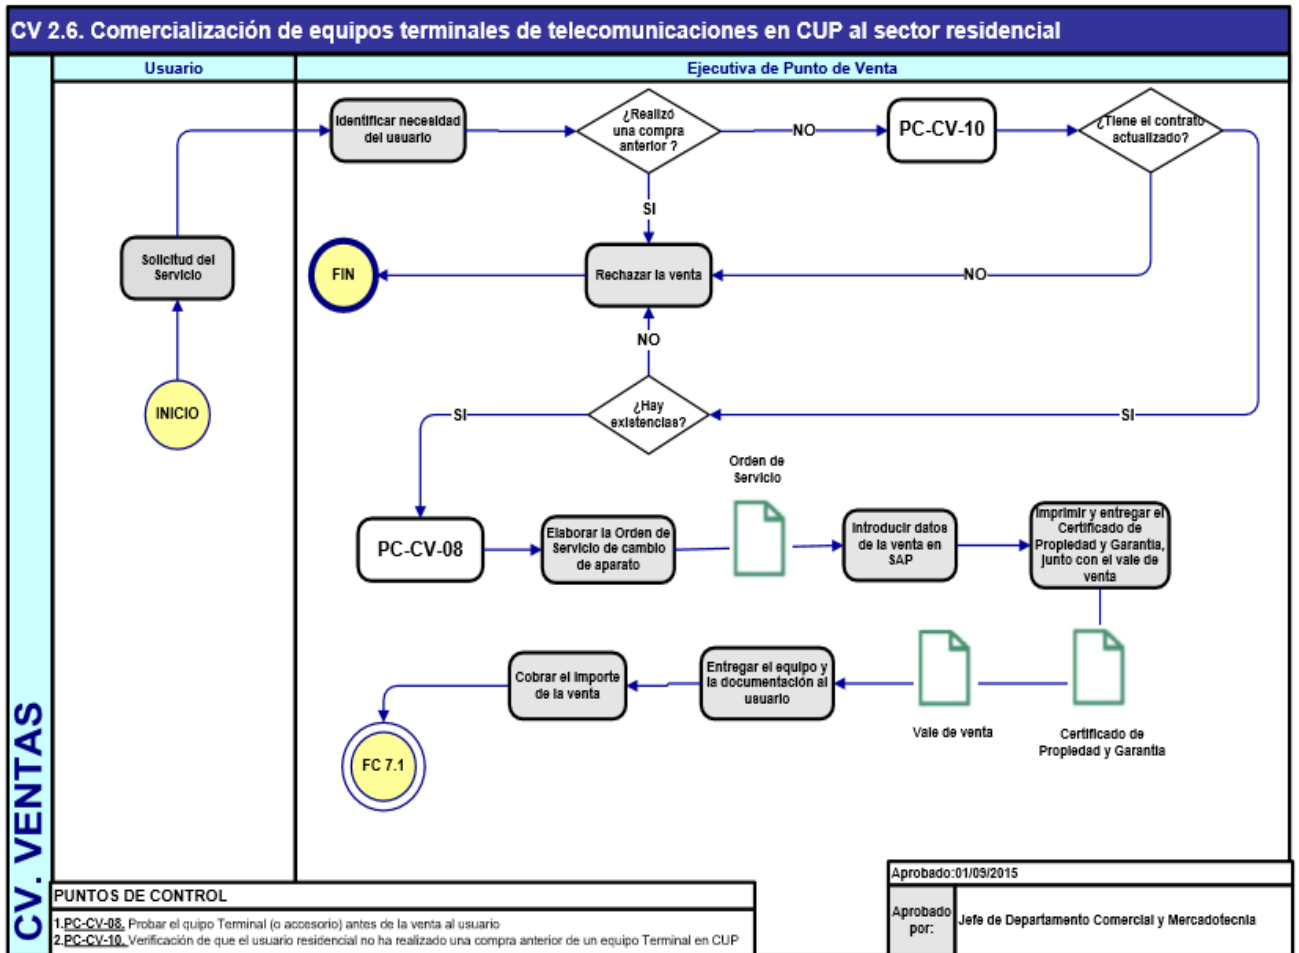 CV 2.6. Comercialización de equipos terminales de telecomunicaciones en CUP al sector residencial
CV. VENTAS
Usuario
Ejecutiva de Punto de Venta
INICIO
Solicitud del
Servicio
Identificar necesidad
del usuario
¿Realizó
una compra
anterior ?
NO
PC-CV-10
¿Tiene el contrato
actualizado?
SI
FIN
Rechazar la venta
NO
NO
¿Hay
existencias?
SI
SI
Orden de
Servicio
PC-CV-08
Elaborar la Orden de
Servicio de cambio
de aparato
Introducir datos
de la venta en
SAP
Imprimir y entregar el
Certificado de
Propiedad y Garantía,
junto con el vale de
venta
Cobrar el importe
de la venta
Entregar el equipo y
la documentación al
usuario
Vale de venta
Certificado de
Propiedad y Garantía
FC 7.1
PUNTOS DE CONTROL
1.PC-CV-08. Probar el quipo Terminal (o accesorio) antes de la venta al usuario
2.PC-CV-10. Verificación de que el usuario residencial no ha realizado una compra anterior de un equipo Terminal en CUP
Aprobado:01/09/2015
Aprobado
por:
Jefe de Departamento Comercial y Mercadotecnia